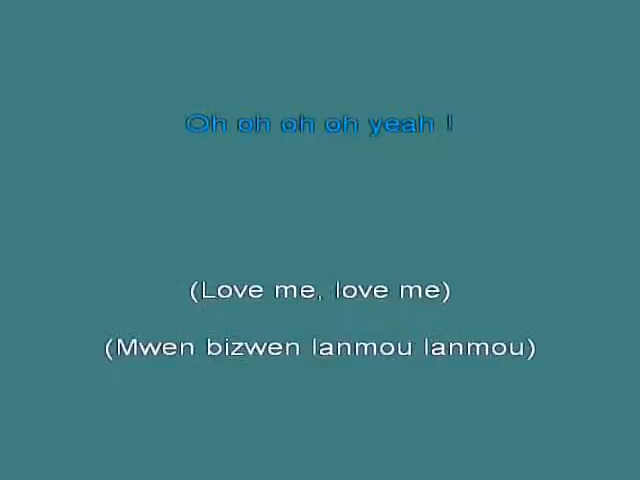 Oh oh oh oh yeah !
(Love me, love me)
(Mwen bizwen lanmou lanmou)